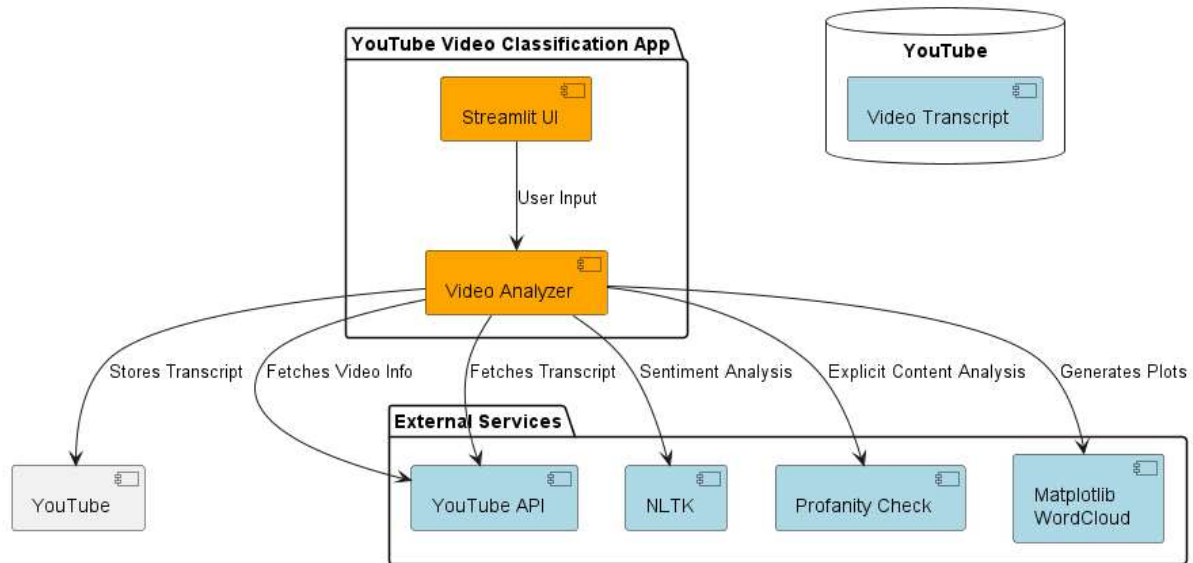 YouTube Video Classification App
YouTube
Streamlit UI
Video Transcript
User Input
Video Analyzer
Stores Transcript
Fetches Video Info
Fetches Transcript
Sentiment Analysis
Explicit Content Analysis
Generates Plots
External Services
YouTube
YouTube API
NLTK
Profanity Check
Matplotlib
WordCloud